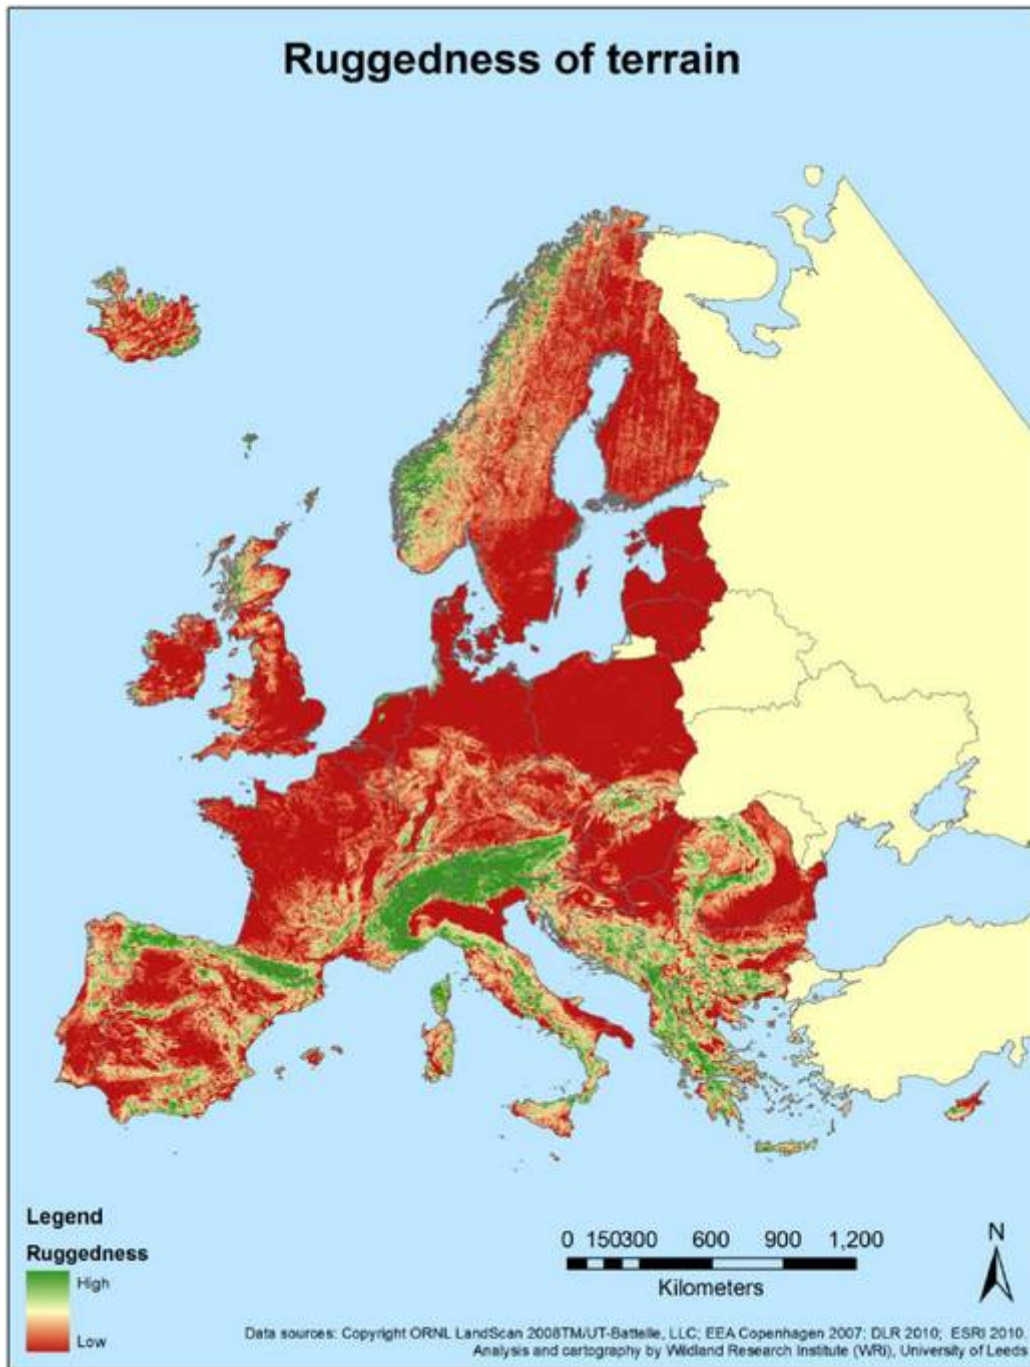 Ruggedness of terrain
Legend
Ruggedness
High
Low
0 150300 600 900 1,200
Kilometers
N
Data sources: Copyright ORNL LandScan 2008TM/UT-Battelle, LLC; EEA Copenhagen 2007; DLR 2010; ESRI 2010.
Analysis and cartography by Wildland Research Institute (WRi), University of Leeds